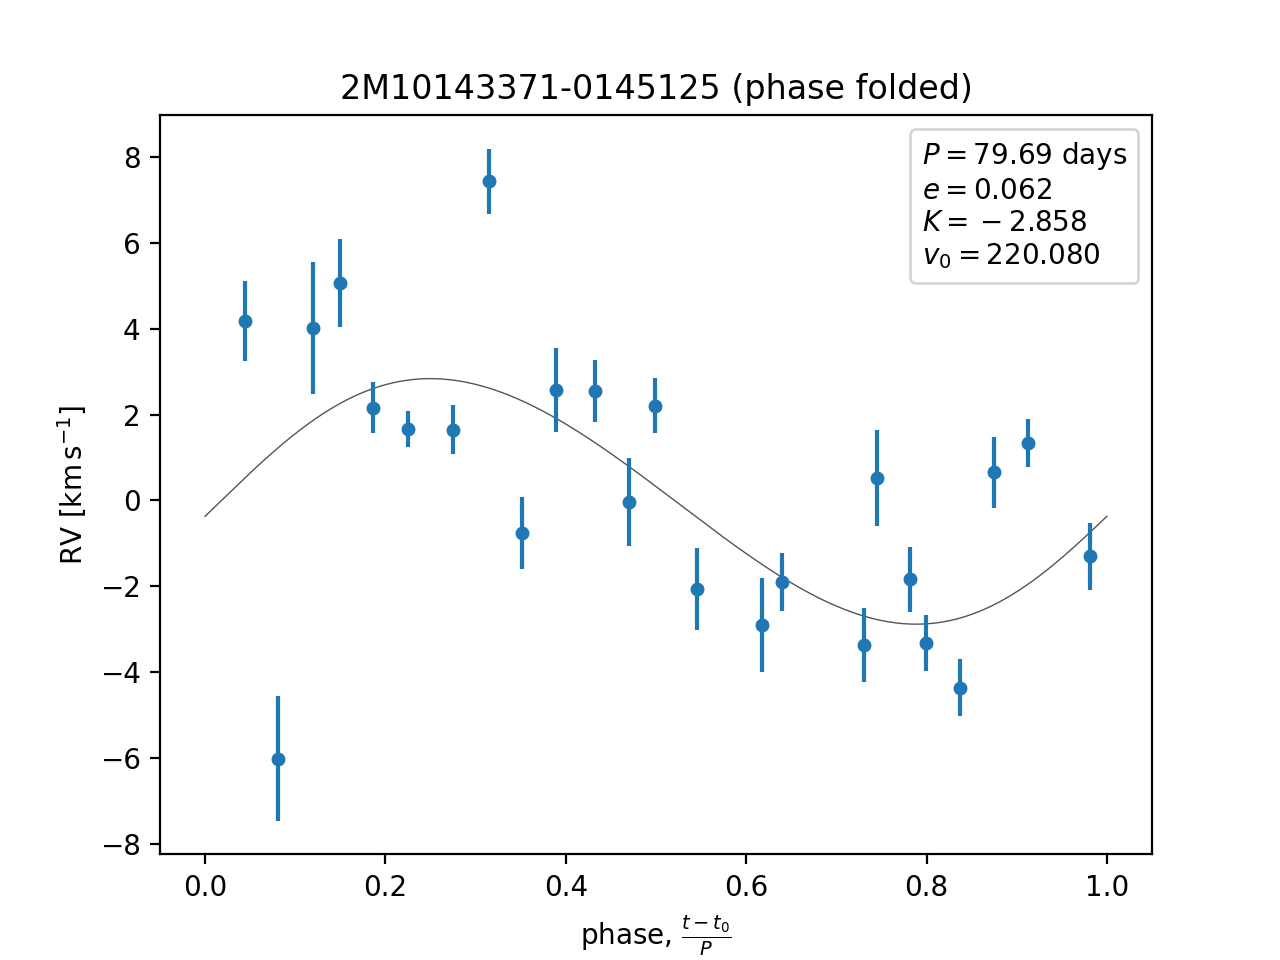 2M10143371-0145125 (phase folded)
P = 79.69 days
e = 0.062
K = −2.858
v₀ = 220.080
8
6
4
2
0
−2
−4
−6
−8
RV [km s⁻¹]
0.0 0.2 0.4 0.6 0.8 1.0
phase, (t − t₀)/P